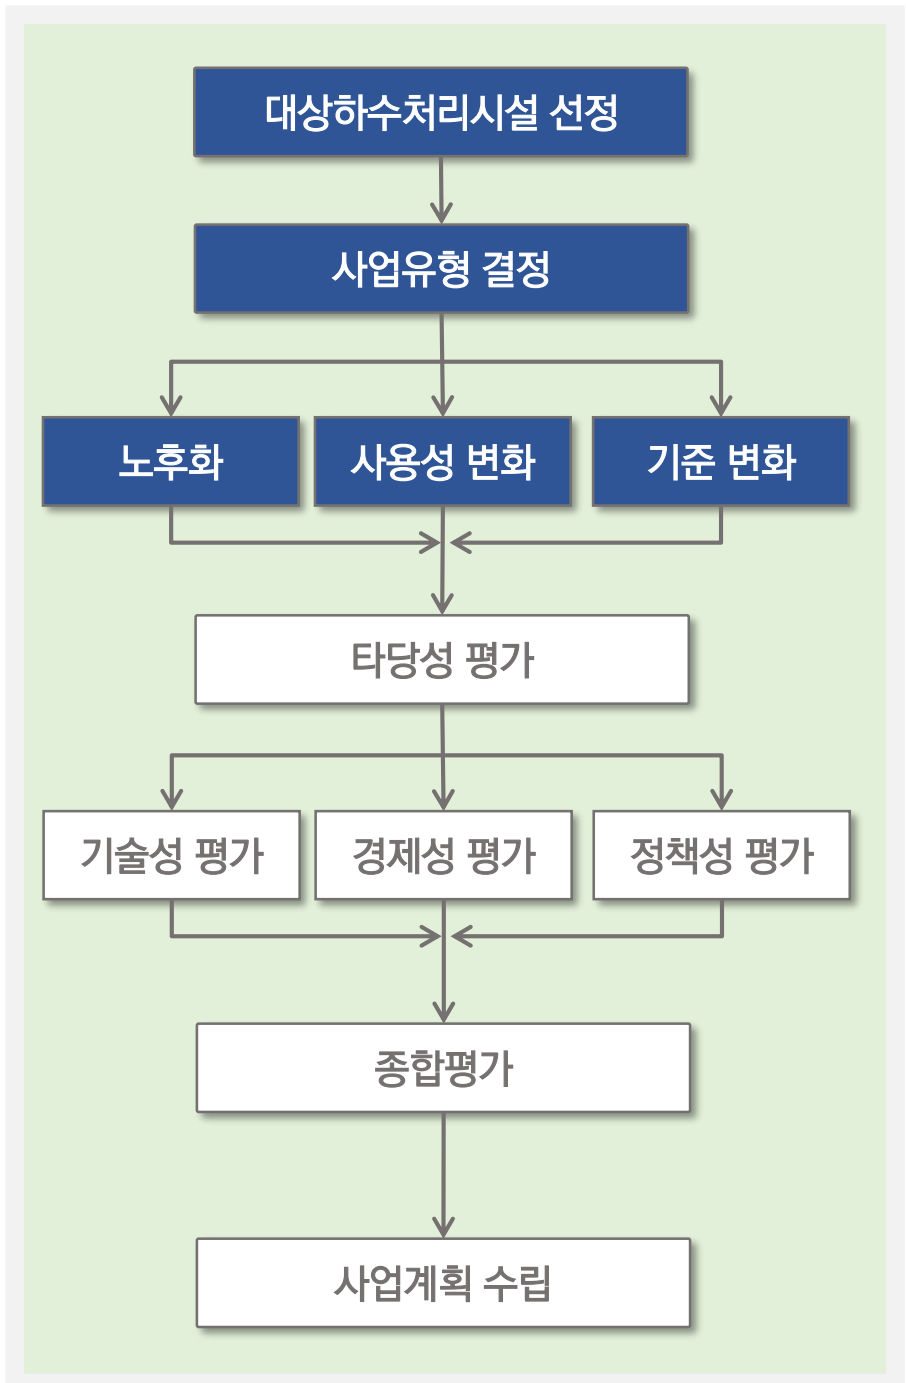 대상하수처리시설 선정
사업유형 결정
노후화
사용성 변화
기준 변화
타당성 평가
기술성 평가
경제성 평가
정책성 평가
종합평가
사업계획 수립